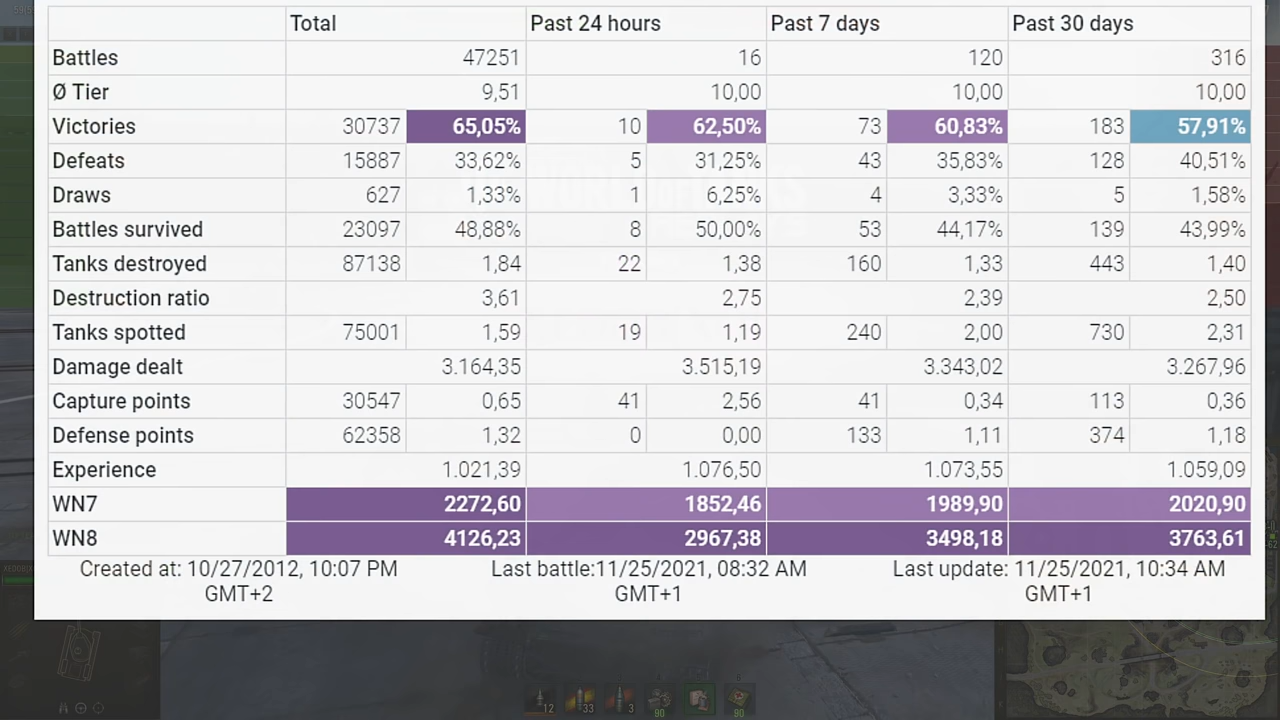 Total Past 24 hours Past 7 days Past 30 days
Battles 47251 16 120 316
Ø Tier 9,51 10,00 10,00 10,00
Victories 30737 65,05% 10 62,50% 73 60,83% 183 57,91%
Defeats 15887 33,62% 5 31,25% 43 35,83% 128 40,51%
Draws 627 1,33% 1 6,25% 4 3,33% 5 1,58%
Battles survived 23097 48,88% 8 50,00% 53 44,17% 139 43,99%
Tanks destroyed 87138 1,84 22 1,38 160 1,33 443 1,40
Destruction ratio 3,61 2,75 2,39 2,50
Tanks spotted 75001 1,59 19 1,19 240 2,00 730 2,31
Damage dealt 3.164,35 3.515,19 3.343,02 3.267,96
Capture points 30547 0,65 41 2,56 41 0,34 113 0,36
Defense points 62358 1,32 0 0,00 133 1,11 374 1,18
Experience 1.021,39 1.076,50 1.073,55 1.059,09
WN7 2272,60 1852,46 1989,90 2020,90
WN8 4126,23 2967,38 3498,18 3763,61
Created at: 10/27/2012, 10:07 PM Last battle:11/25/2021, 08:32 AM Last update: 11/25/2021, 10:34 AM
GMT+2 GMT+1 GMT+1
12 33 3 90 90